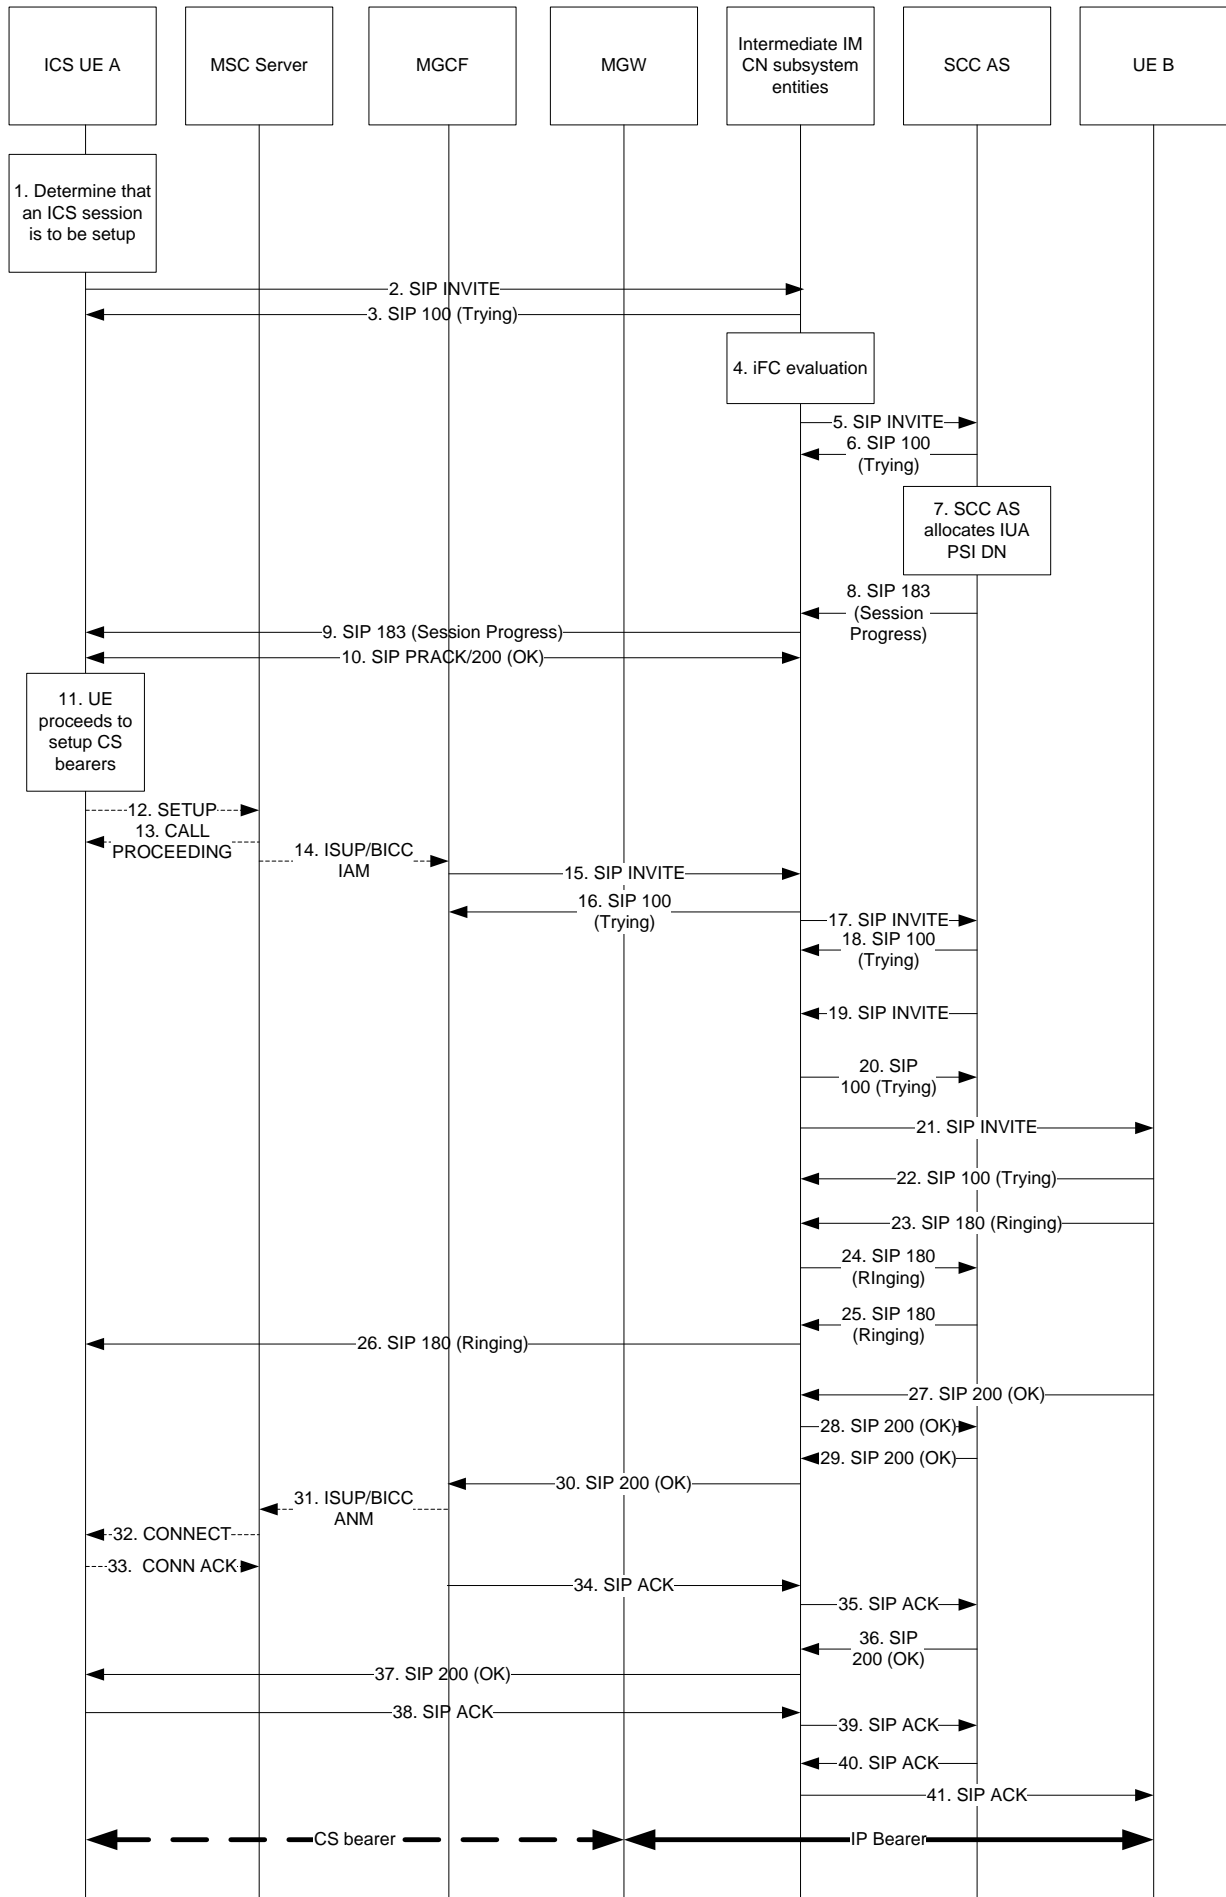 ICS UE A
MSC Server
MGCF
MGW
Intermediate IM
CN subsystem
entities
SCC AS
UE B
1. Determine that
an ICS session
is to be setup
2. SIP INVITE
3. SIP 100 (Trying)
4. iFC evaluation
5. SIP INVITE
6. SIP 100
(Trying)
7. SCC AS
allocates IUA
PSI DN
8. SIP 183
(Session
Progress)
9. SIP 183 (Session Progress)
10. SIP PRACK/200 (OK)
11. UE
proceeds to
setup CS
bearers
12. SETUP
13. CALL
PROCEEDING
14. ISUP/BICC
IAM
15. SIP INVITE
16. SIP 100
(Trying)
17. SIP INVITE
18. SIP 100
(Trying)
19. SIP INVITE
20. SIP
100 (Trying)
21. SIP INVITE
22. SIP 100 (Trying)
23. SIP 180 (Ringing)
24. SIP 180
(RInging)
25. SIP 180
(Ringing)
26. SIP 180 (Ringing)
27. SIP 200 (OK)
28. SIP 200 (OK)
29. SIP 200 (OK)
30. SIP 200 (OK)
31. ISUP/BICC
ANM
32. CONNECT
33. CONN ACK
34. SIP ACK
35. SIP ACK
36. SIP
200 (OK)
37. SIP 200 (OK)
38. SIP ACK
39. SIP ACK
40. SIP ACK
41. SIP ACK
CS bearer
IP Bearer